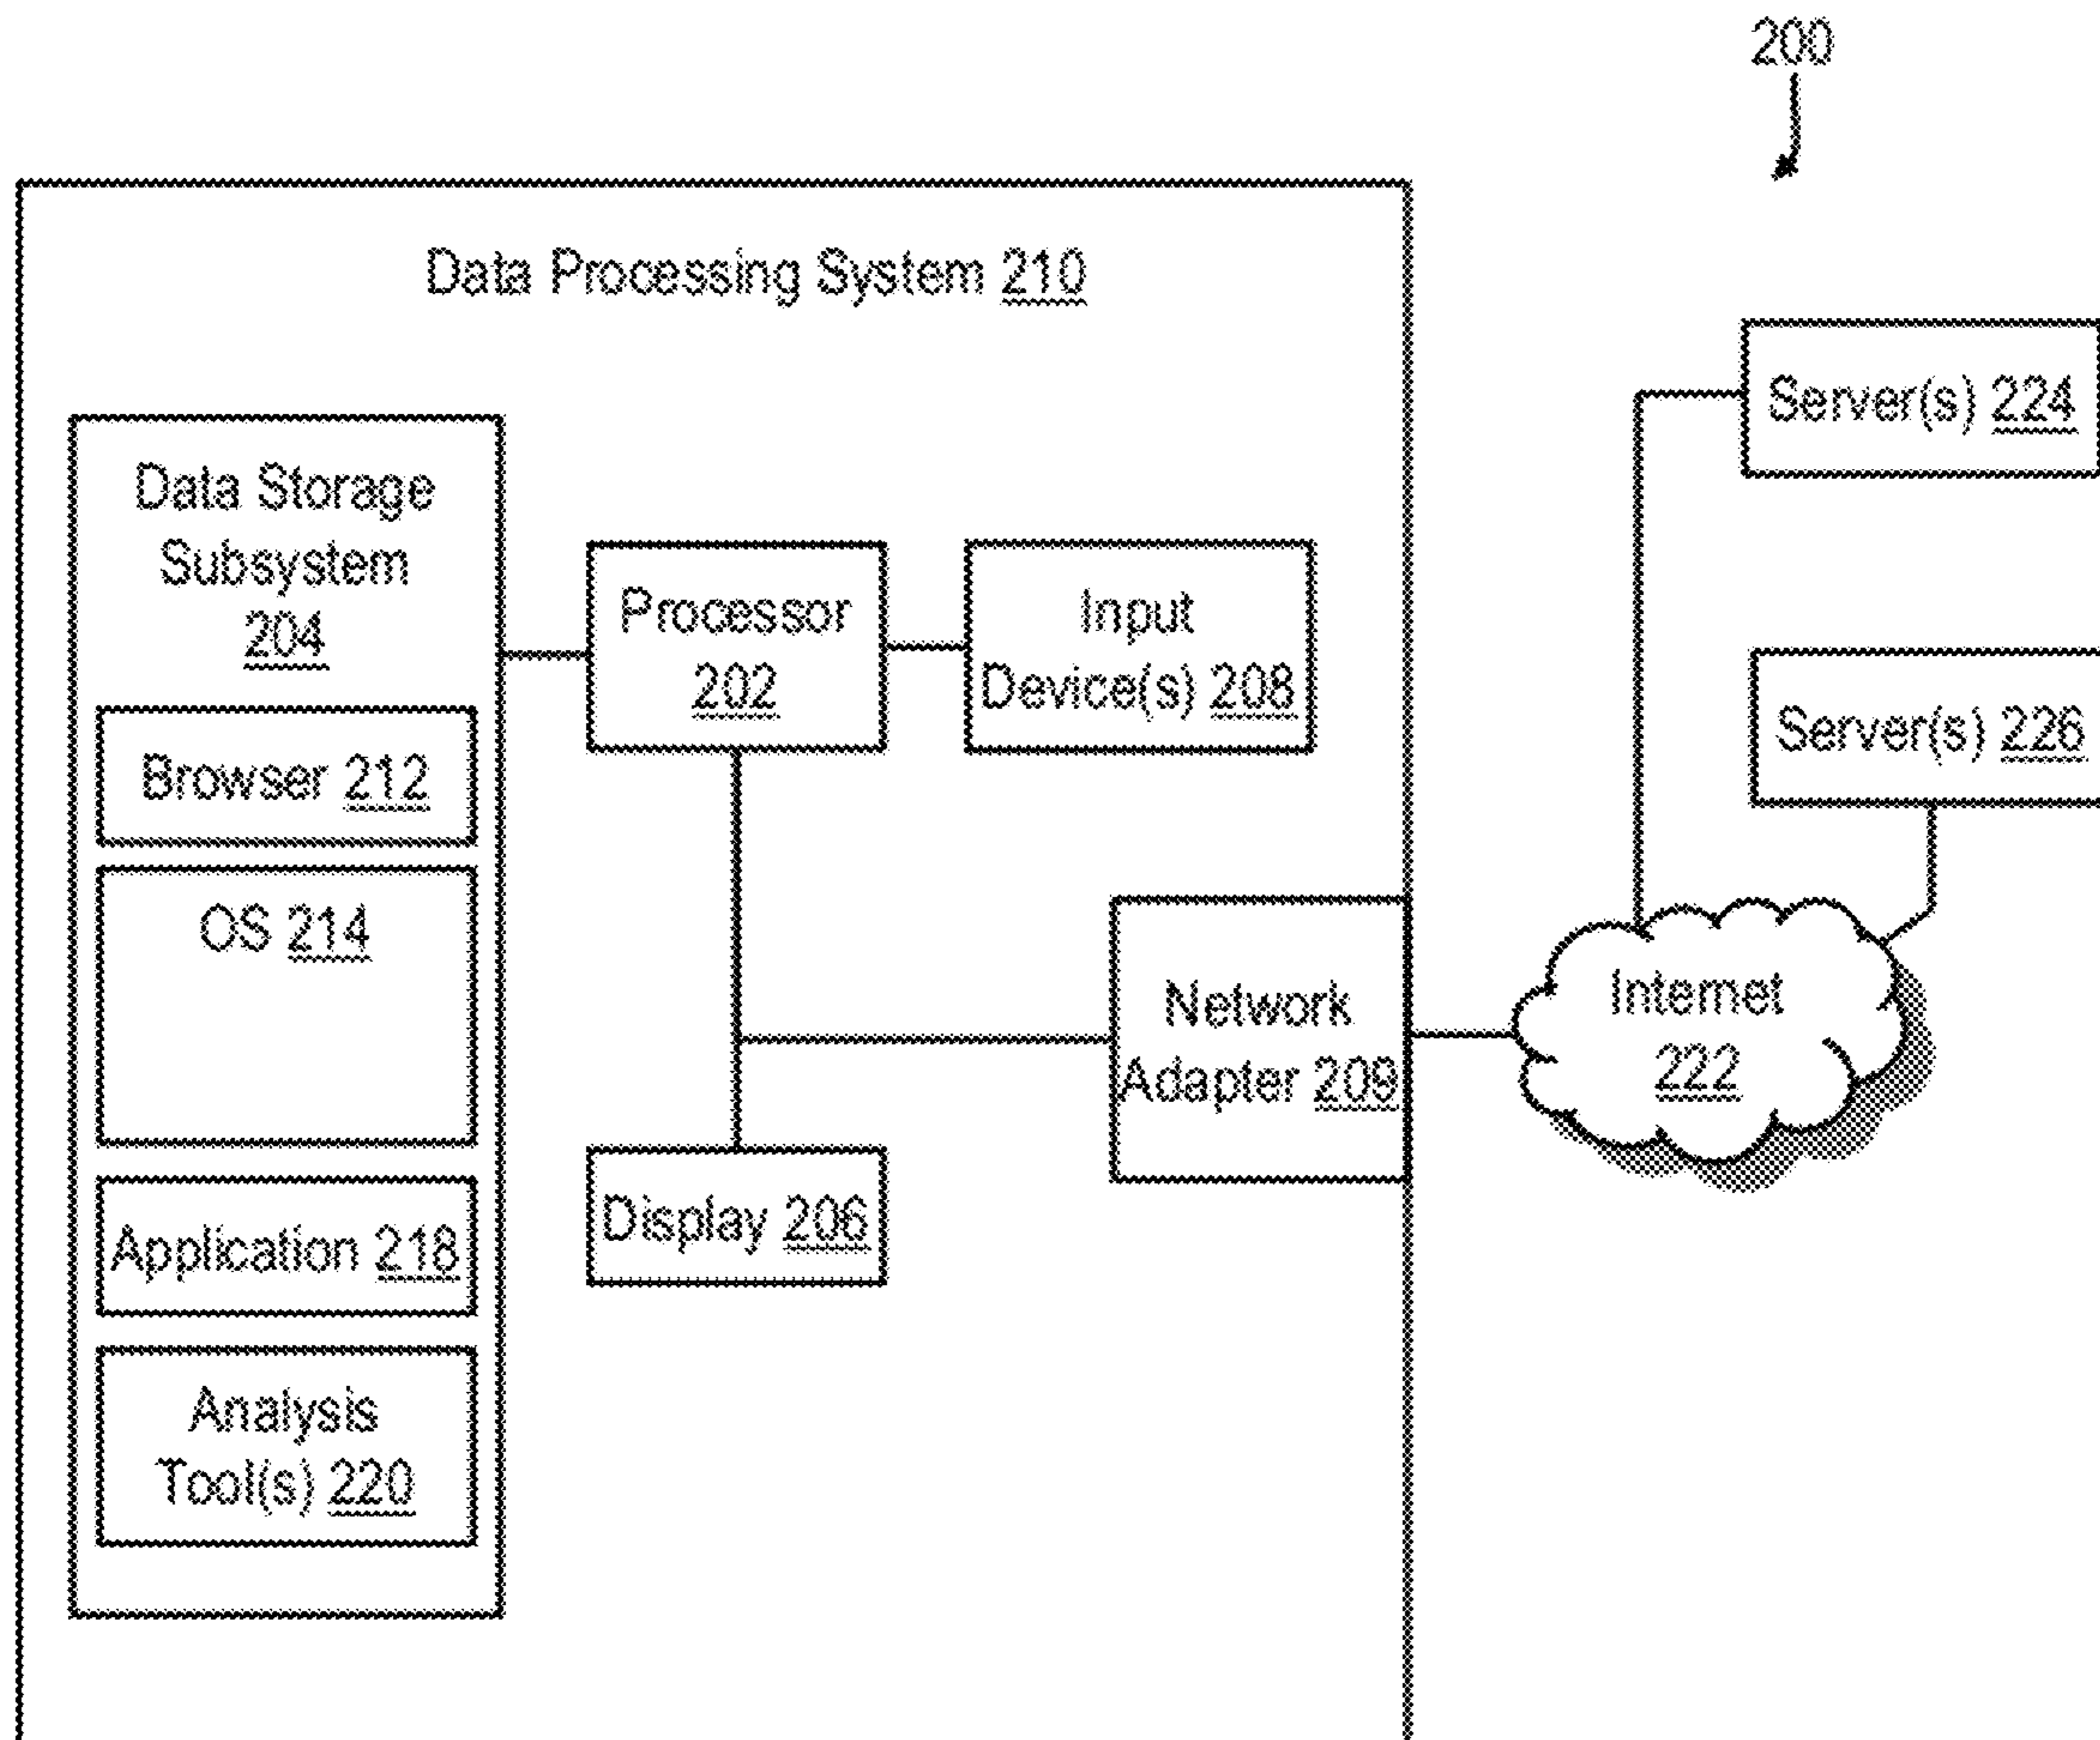 200
Data Processing System 210
Data Storage
Subsystem
204
Browser 212
OS 214
Application 218
Analysis
Tool(s) 220
Processor
202
Input
Device(s) 208
Display 206
Network
Adapter 209
Internet
222
Server(s) 224
Server(s) 226